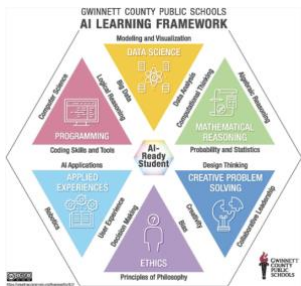 GWINNETT COUNTY PUBLIC SCHOOLS
AI LEARNING FRAMEWORK
Modeling and Visualization
DATA SCIENCE
Computer Science
Logical Reasoning
Big Data
Data Analysis
Computational Thinking
Algebraic Reasoning
PROGRAMMING
MATHEMATICAL
REASONING
Coding Skills and Tools
AI-
Ready
Student
Probability and Statistics
AI Applications
Design Thinking
APPLIED
EXPERIENCES
CREATIVE PROBLEM
SOLVING
Robotics
User Experience
Decision Making
Bias
Creativity
Collaborative Leadership
ETHICS
Principles of Philosophy
GWINNETT
COUNTY
PUBLIC
SCHOOLS